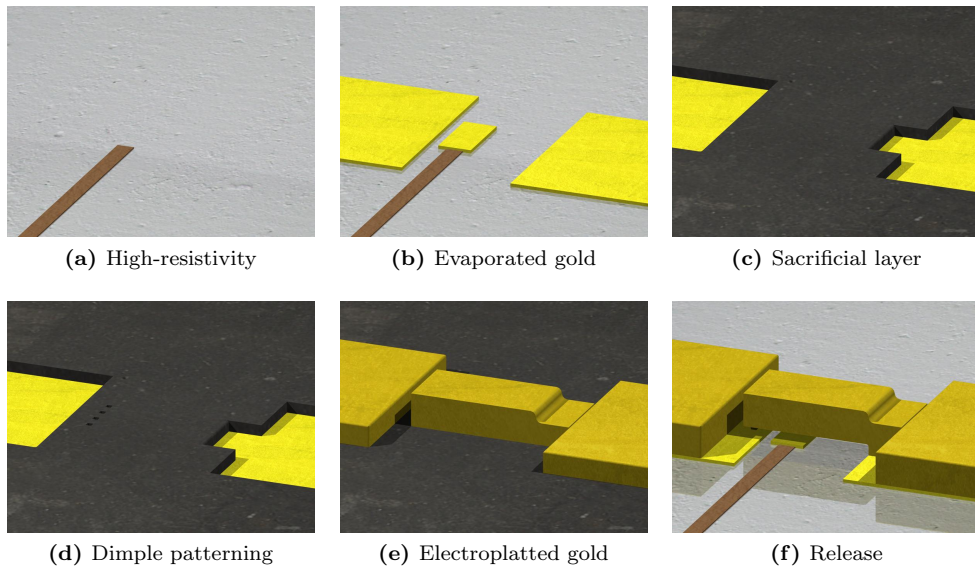 (a) High-resistivity
(b) Evaporated gold
(c) Sacrificial layer
(d) Dimple patterning
(e) Electroplatted gold
(f) Release